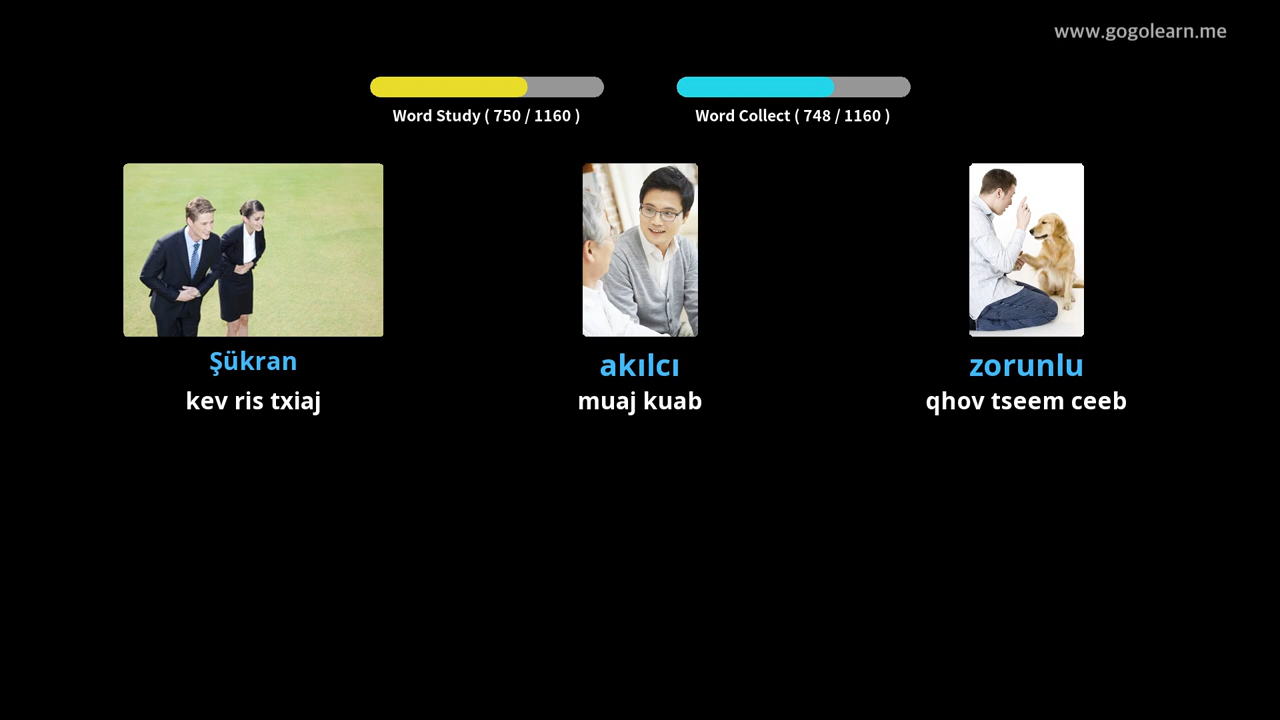 www.gogolearn.me
Word Study ( 750 / 1160 )
Word Collect ( 748 / 1160 )
Şükran
kev ris txiaj
akılcı
muaj kuab
zorunlu
qhov tseem ceeb